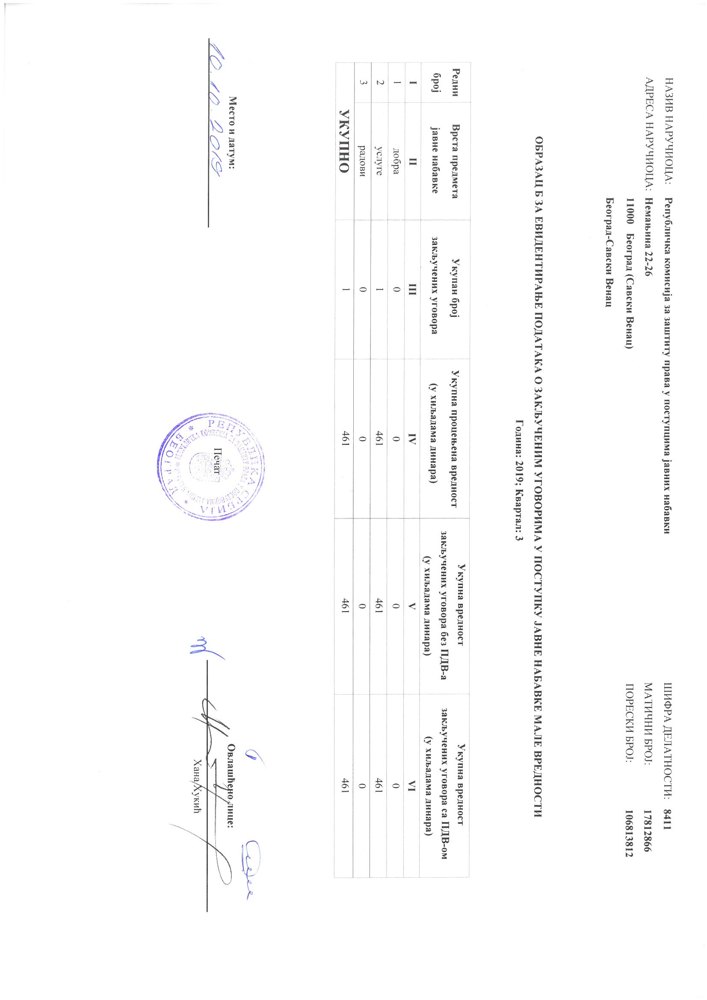 НАЗИВ НАРУЧИОЦА: Републичка комисија за заштиту права у поступцима јавних набавки ШИФРА ДЕЛАТНОСТИ: 8411
АДРЕСА НАРУЧИОЦА: Немањина 22-26 МАТИЧНИ БРОЈ: 17812866
11000 Београд (Савски Венац) ПОРЕСКИ БРОЈ: 106813812
Београд-Савски Венац
ОБРАЗАЦ Б ЗА ЕВИДЕНТИРАЊЕ ПОДАТАКА О ЗАКЉУЧЕНИМ УГОВОРИМА У ПОСТУПКУ ЈАВНЕ НАБАВКЕ МАЛЕ ВРЕДНОСТИ
Година: 2019; Квартал: 3
Редни број Врста предмета јавне набавке Укупан број закључених уговора Укупна процењена вредност (у хиљадама динара) Укупна вредност закључених уговора без ПДВ-а (у хиљадама динара) Укупна вредност закључених уговора са ПДВ-ом (у хиљадама динара)
I II III IV V VI
1 добра 0 0 0 0
2 услуге 1 461 461 461
3 радови 0 0 0 0
УКУПНО 1 461 461 461
Место и датум:
10.10.2019
Печат
РЕПУБЛИКА СРБИЈА * БЕОГРАД *
РЕПУБЛИЧКА КОМИСИЈА ЗА ЗАШТИТУ ПРАВА У ПОСТУПЦИМА ЈАВНИХ НАБАВКИ
Овлашћено лице:
Хана Хукић